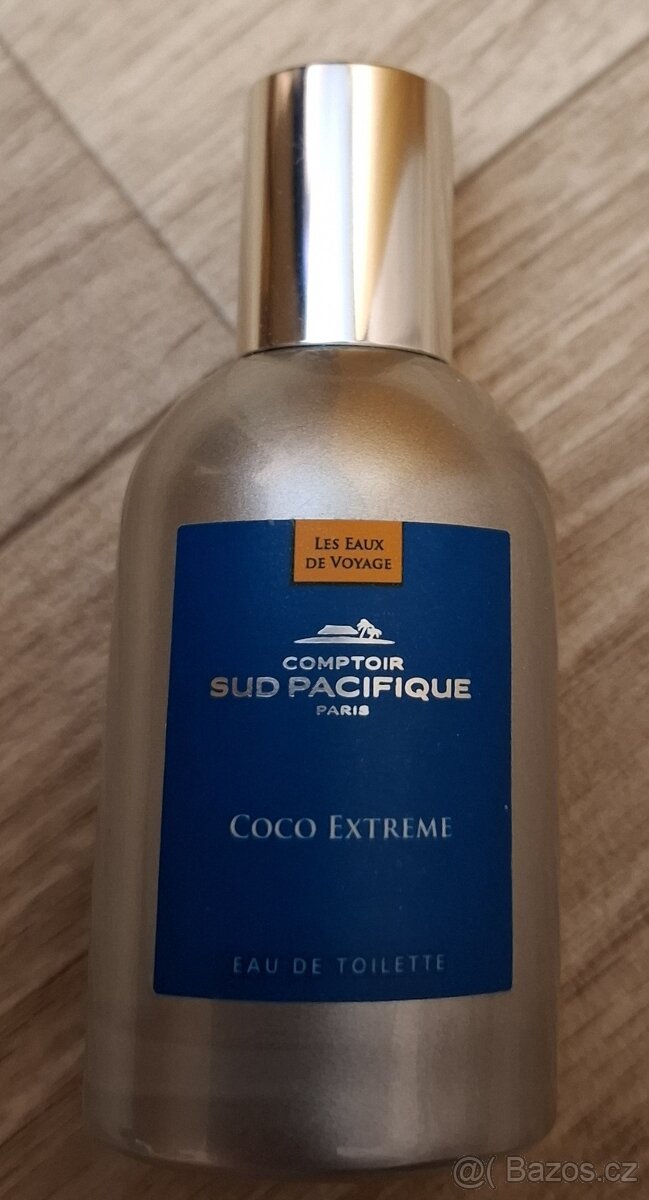 LES EAUX
DE VOYAGE
COMPTOIR
SUD PACIFIQUE
PARIS
COCO EXTREME
EAU DE TOILETTE
@( Bazos.cz